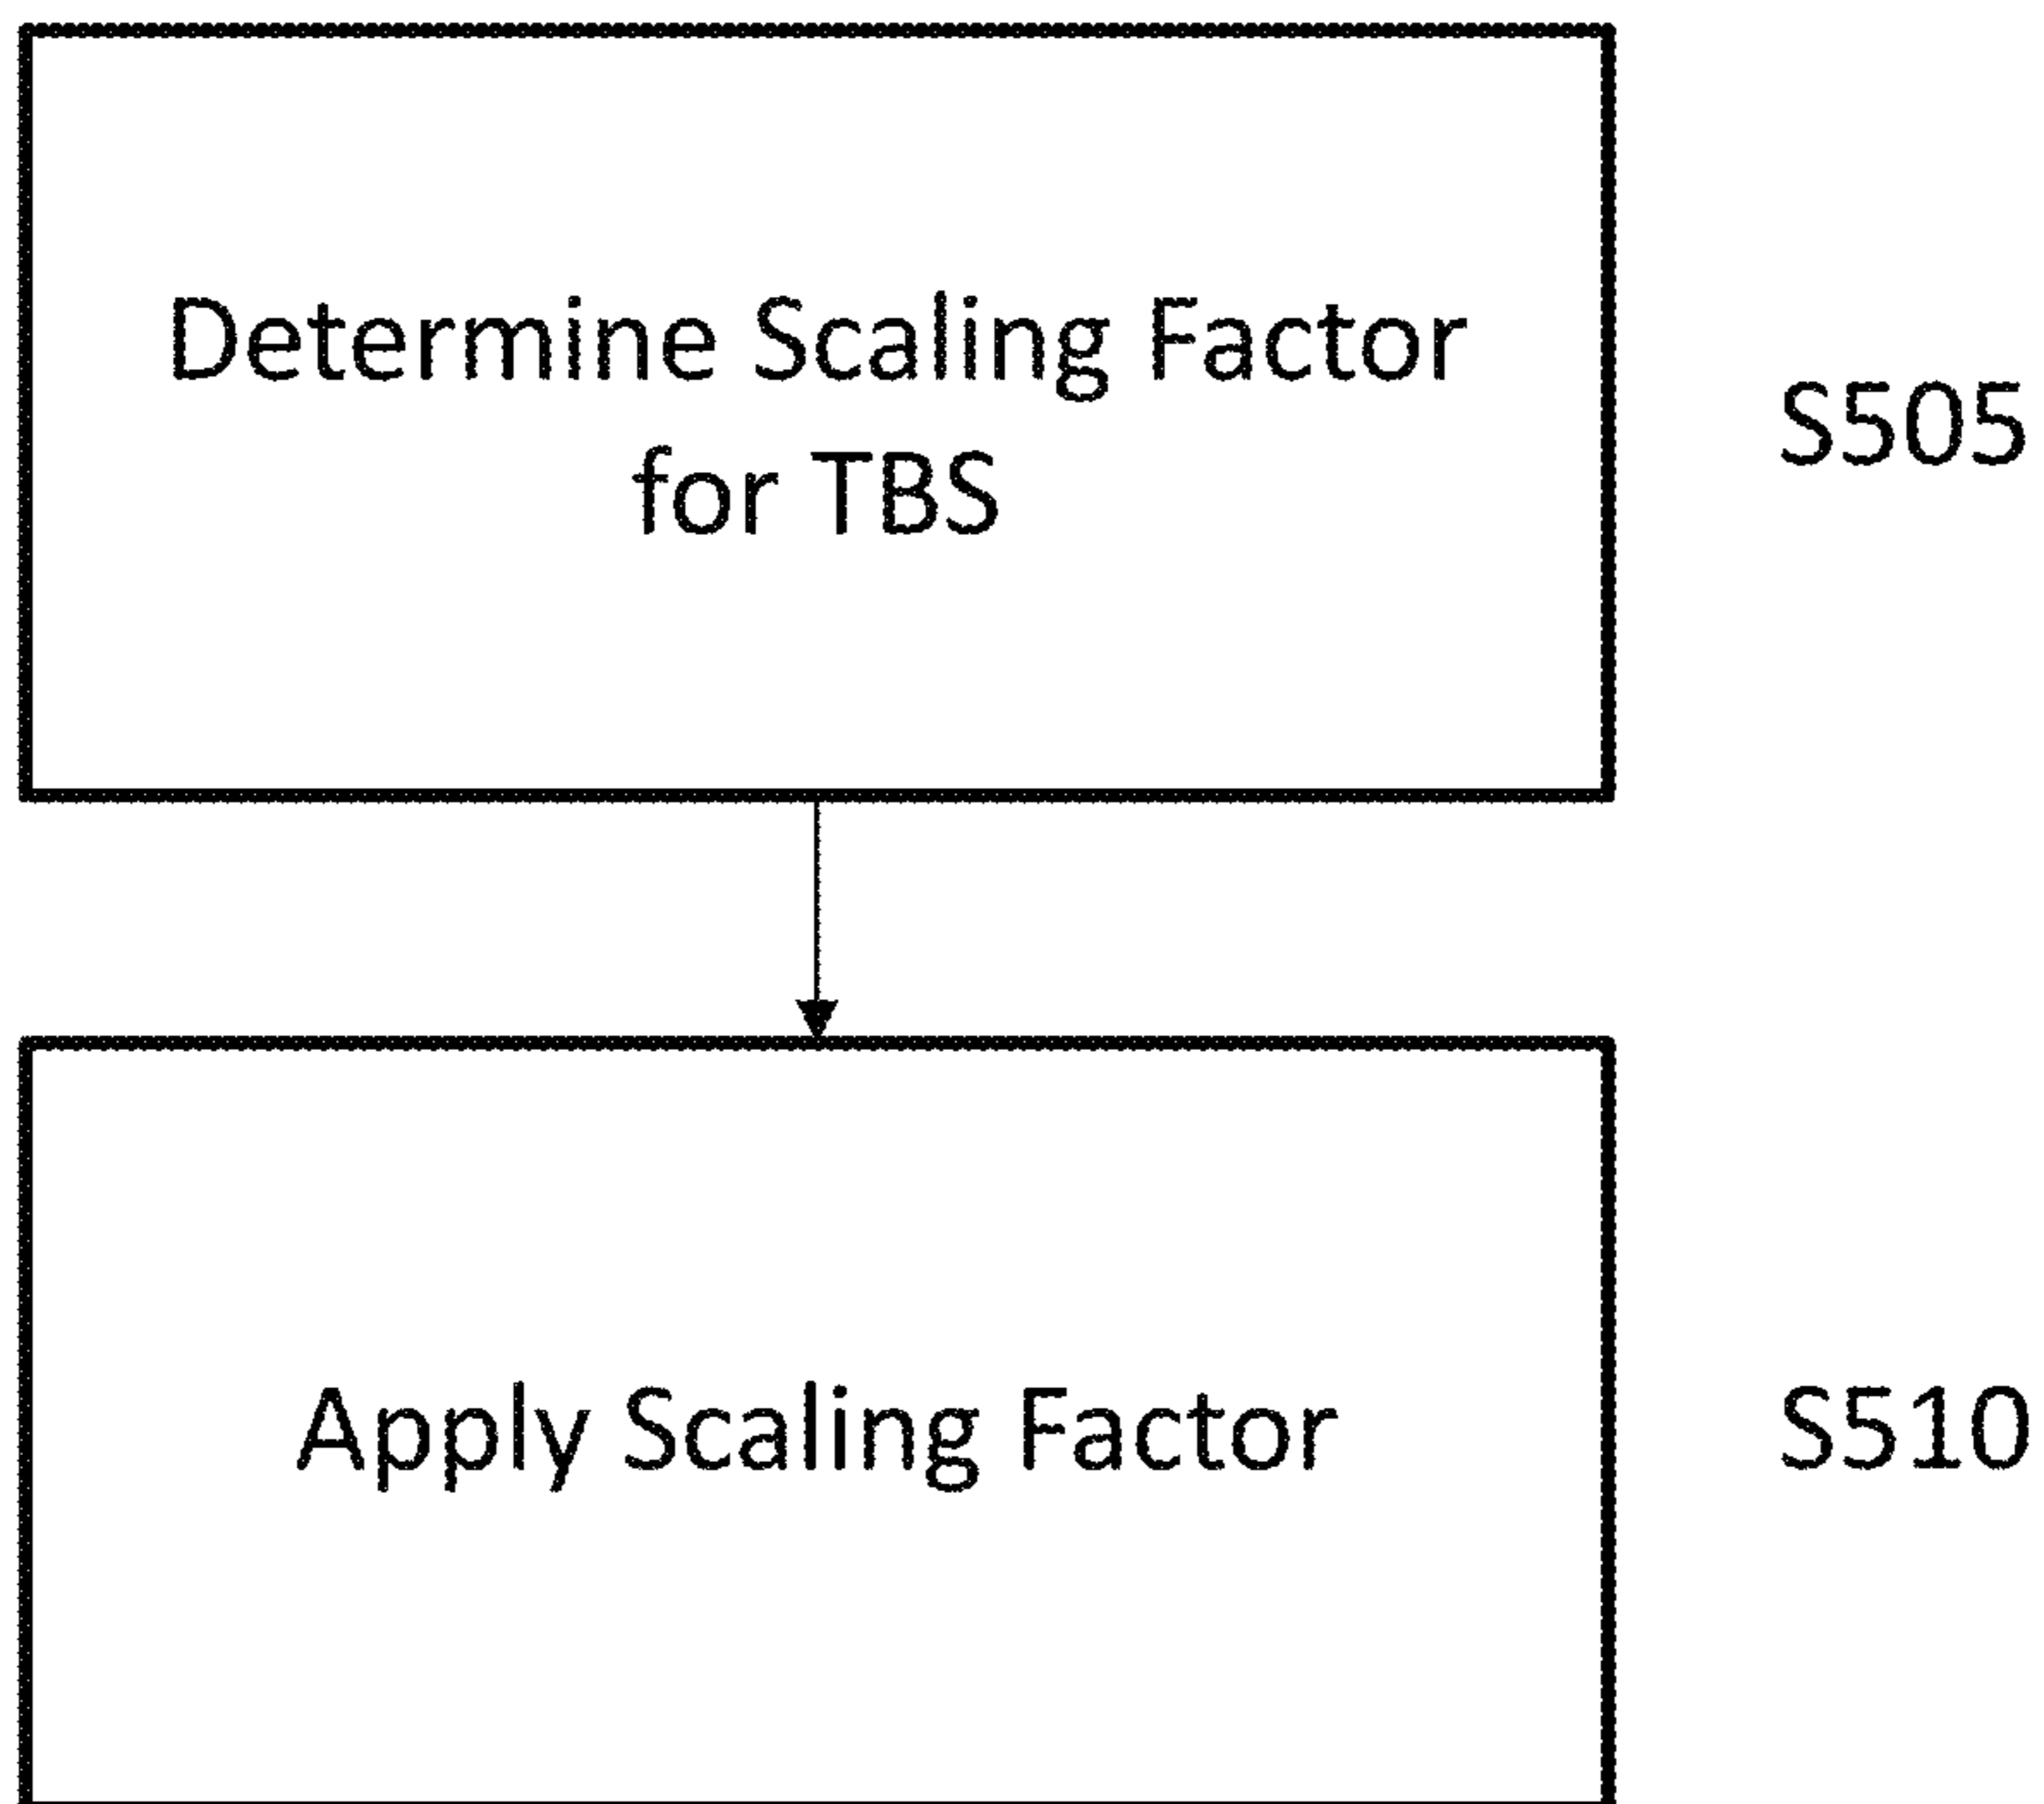 Determine Scaling Factor
for TBS
S505
Apply Scaling Factor
S510